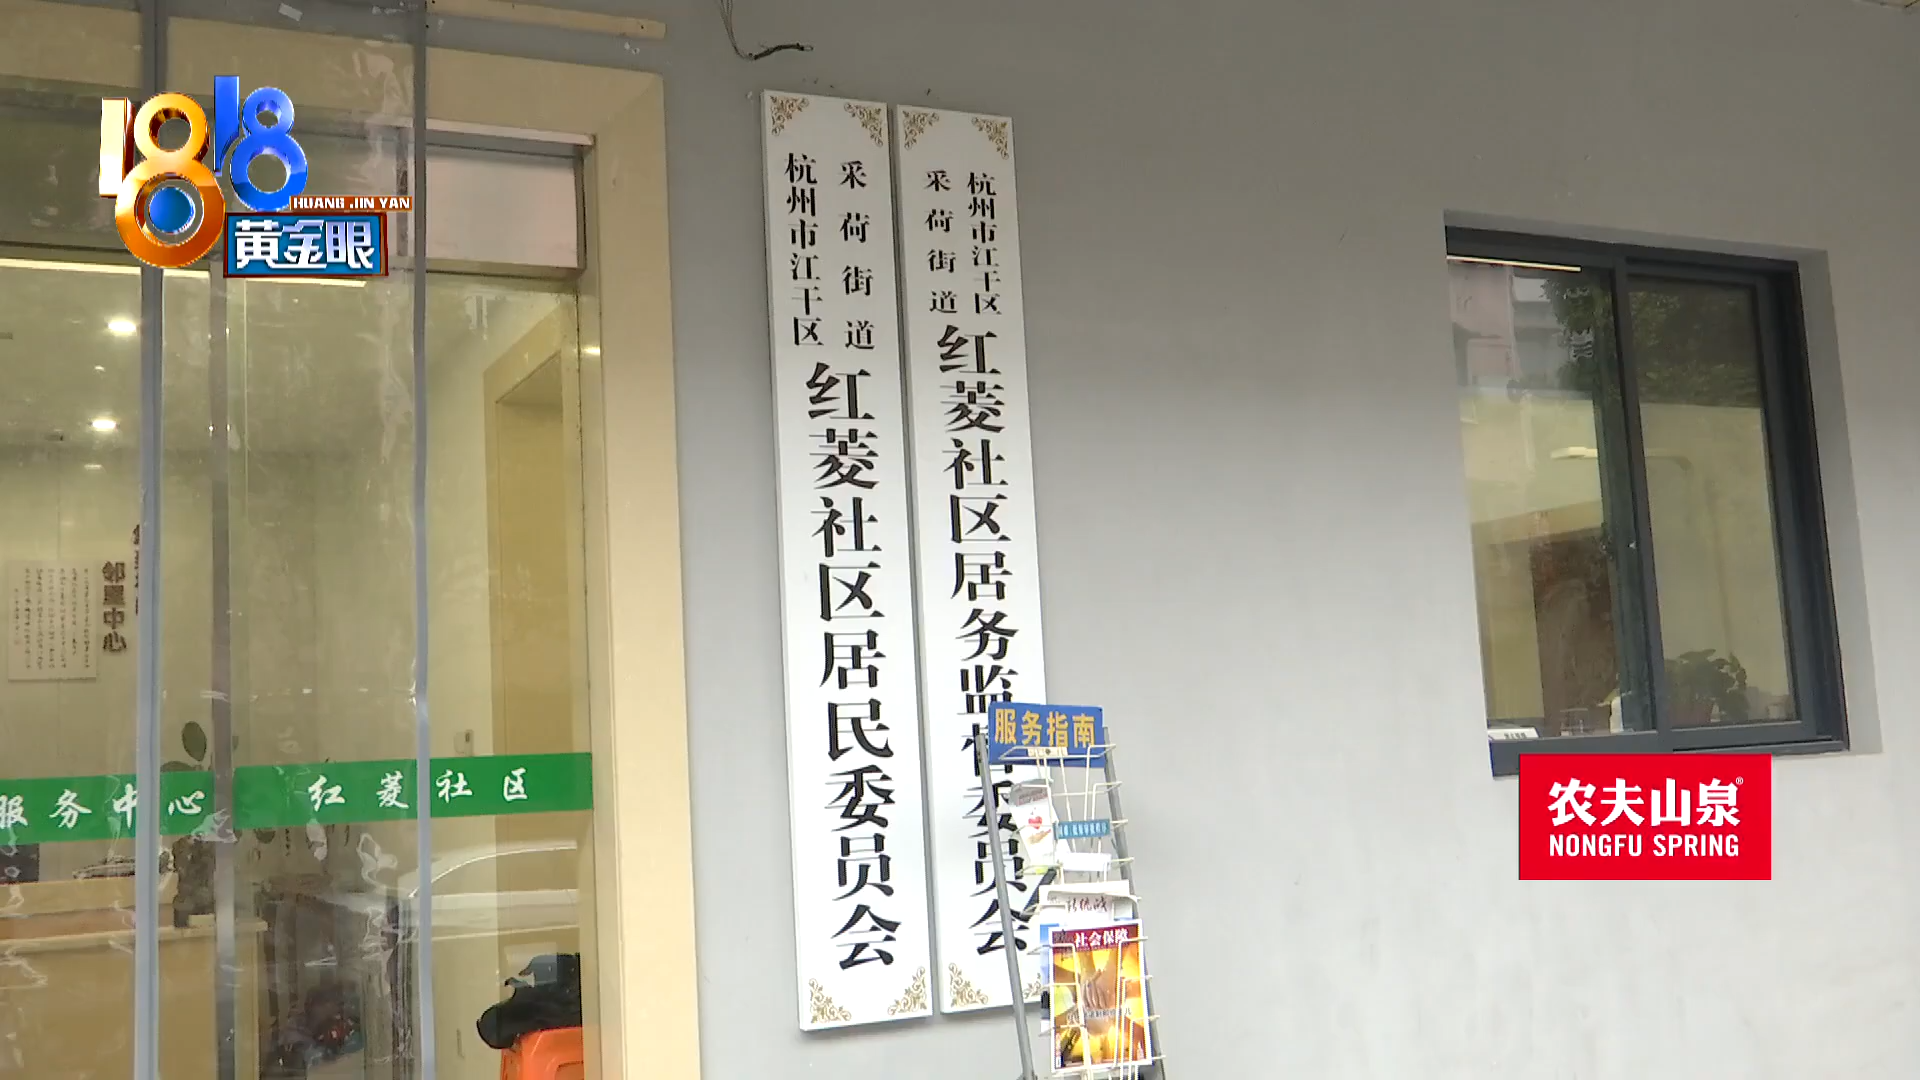 1818
HUANG JIN YAN
黄金眼
杭州市江干区
采荷街道
红菱社区居民委员会
杭州市江干区
采荷街道
红菱社区居务监督委员会
服务指南
社会保障
邻里中心
服务中心 红菱社区
农夫山泉®
NONGFU SPRING